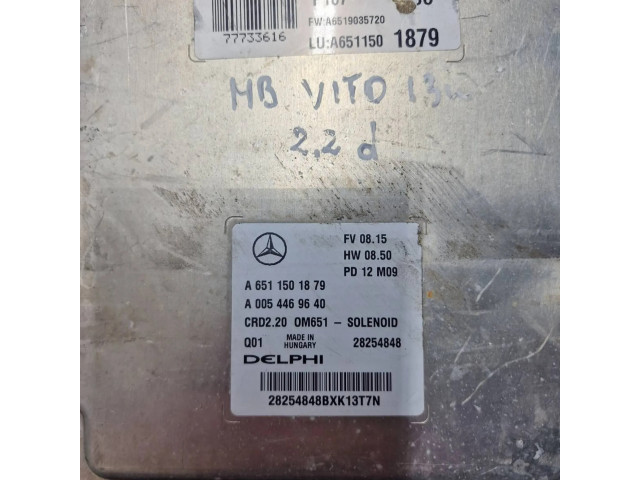 FW:A6519035720
77733616
LU:A651150 1879
MB VITO
2,2 d
FV 08.15
HW 08.50
PD 12 M09
A 651 150 18 79
A 005 446 96 40
CRD2.20 OM651 - SOLENOID
Q01 MADE IN HUNGARY 28254848
DELPHI
28254848BXK13T7N